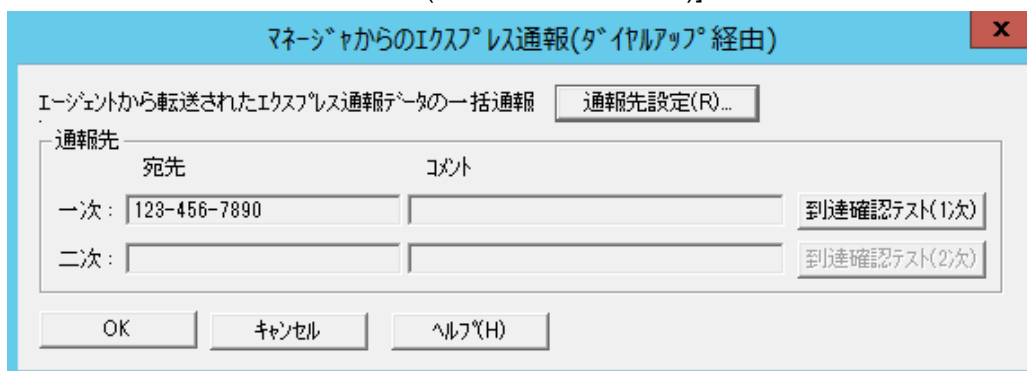 マネージャからのエクスプレス通報(ダイヤルアップ経由)
x
エージェントから転送されたエクスプレス通報データの一括通報 通報先設定(R)...
通報先
宛先 コメント
一次: 123-456-7890 到達確認テスト(1次)
二次: 到達確認テスト(2次)
OK キャンセル ヘルプ(H)